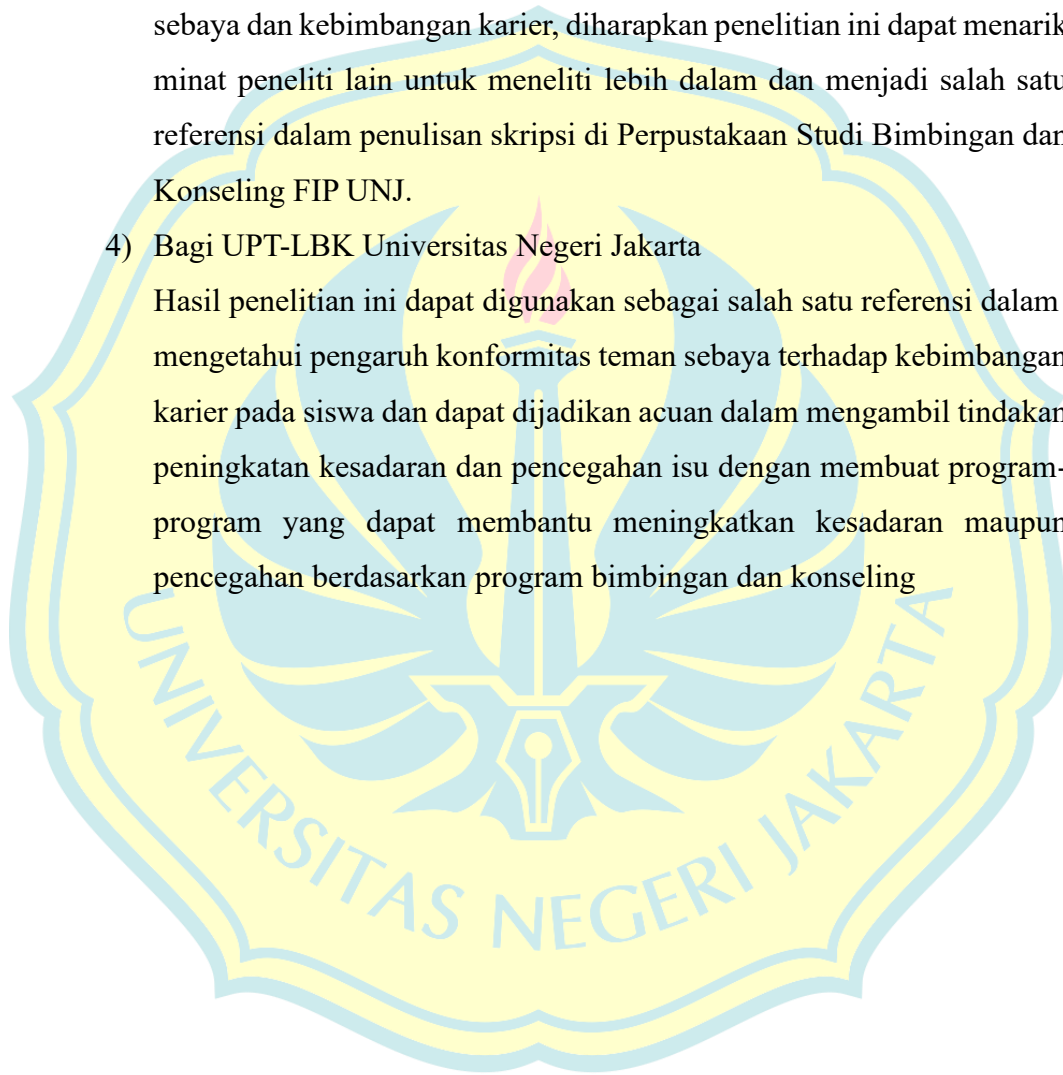 sebaya dan kebimbangan karier, diharapkan penelitian ini dapat menarik
minat peneliti lain untuk meneliti lebih dalam dan menjadi salah satu
referensi dalam penulisan skripsi di Perpustakaan Studi Bimbingan dan
Konseling FIP UNJ.
4) Bagi UPT-LBK Universitas Negeri Jakarta
Hasil penelitian ini dapat digunakan sebagai salah satu referensi dalam
mengetahui pengaruh konformitas teman sebaya terhadap kebimbangan
karier pada siswa dan dapat dijadikan acuan dalam mengambil tindakan
peningkatan kesadaran dan pencegahan isu dengan membuat program-
program yang dapat membantu meningkatkan kesadaran maupun
pencegahan berdasarkan program bimbingan dan konseling
UNIVERSITAS NEGERI JAKARTA